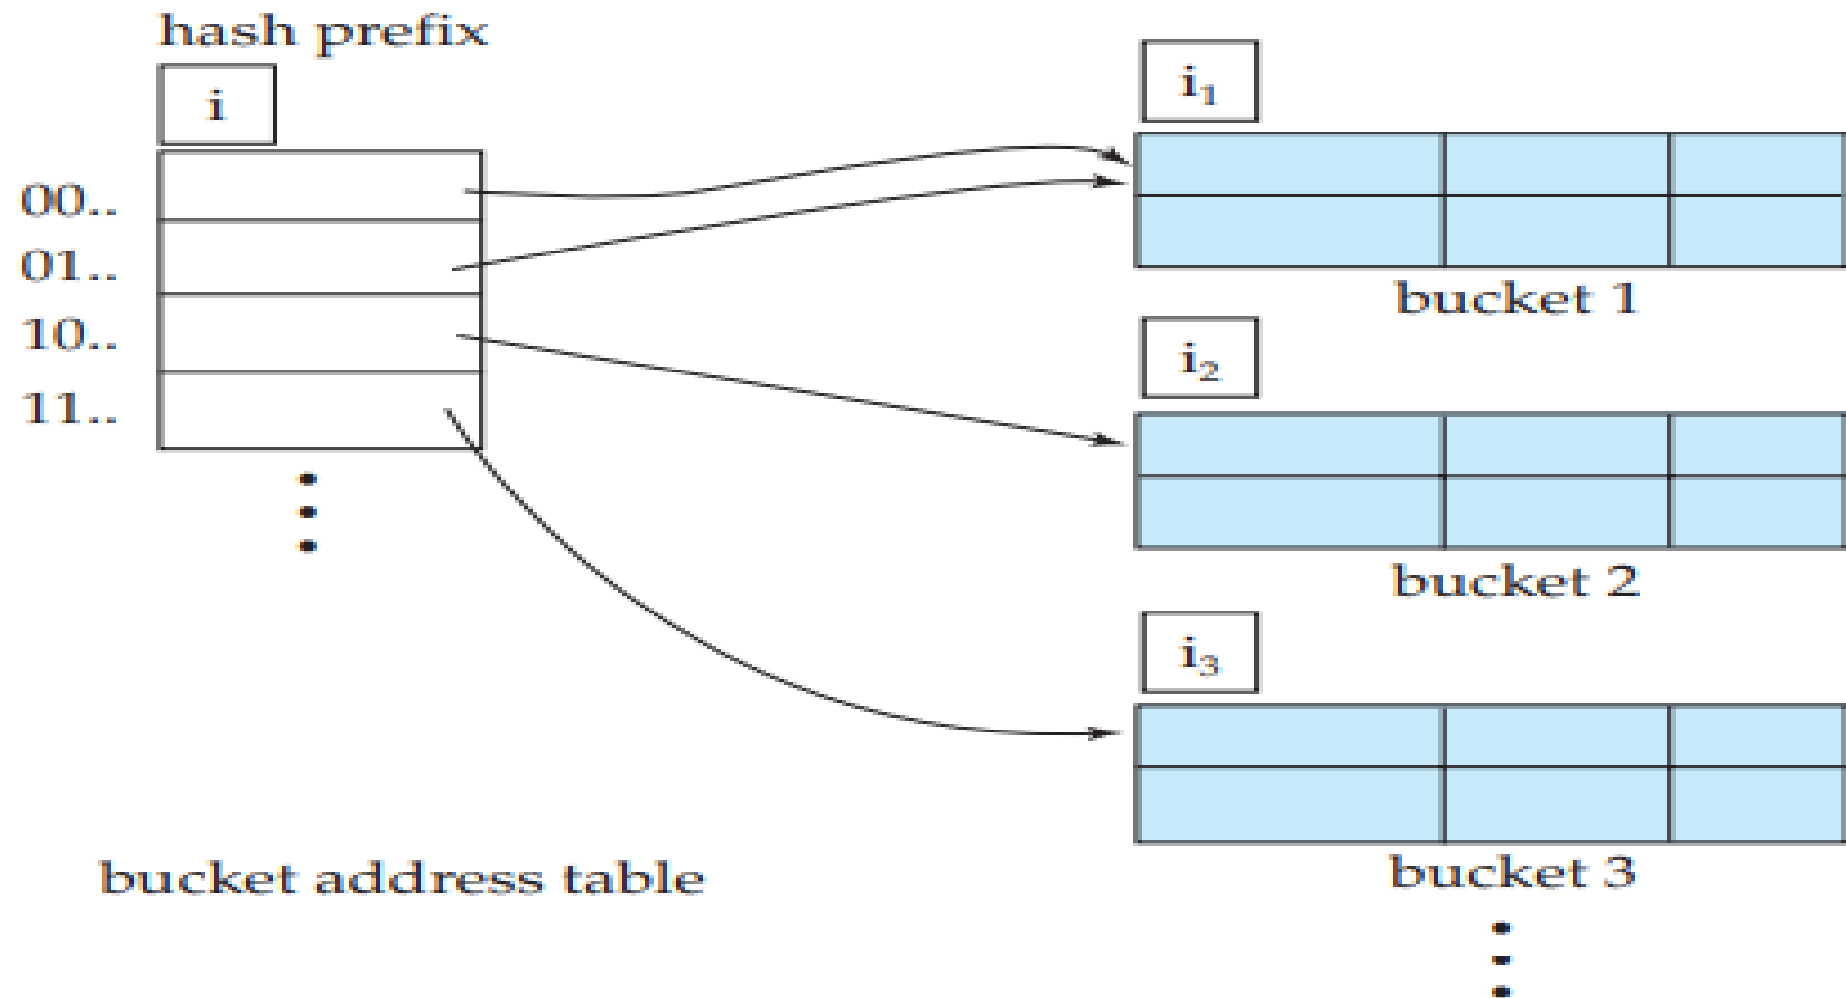 hash prefix
i
00..
01..
10..
11..
bucket address table
i₁
bucket 1
i₂
bucket 2
i₃
bucket 3